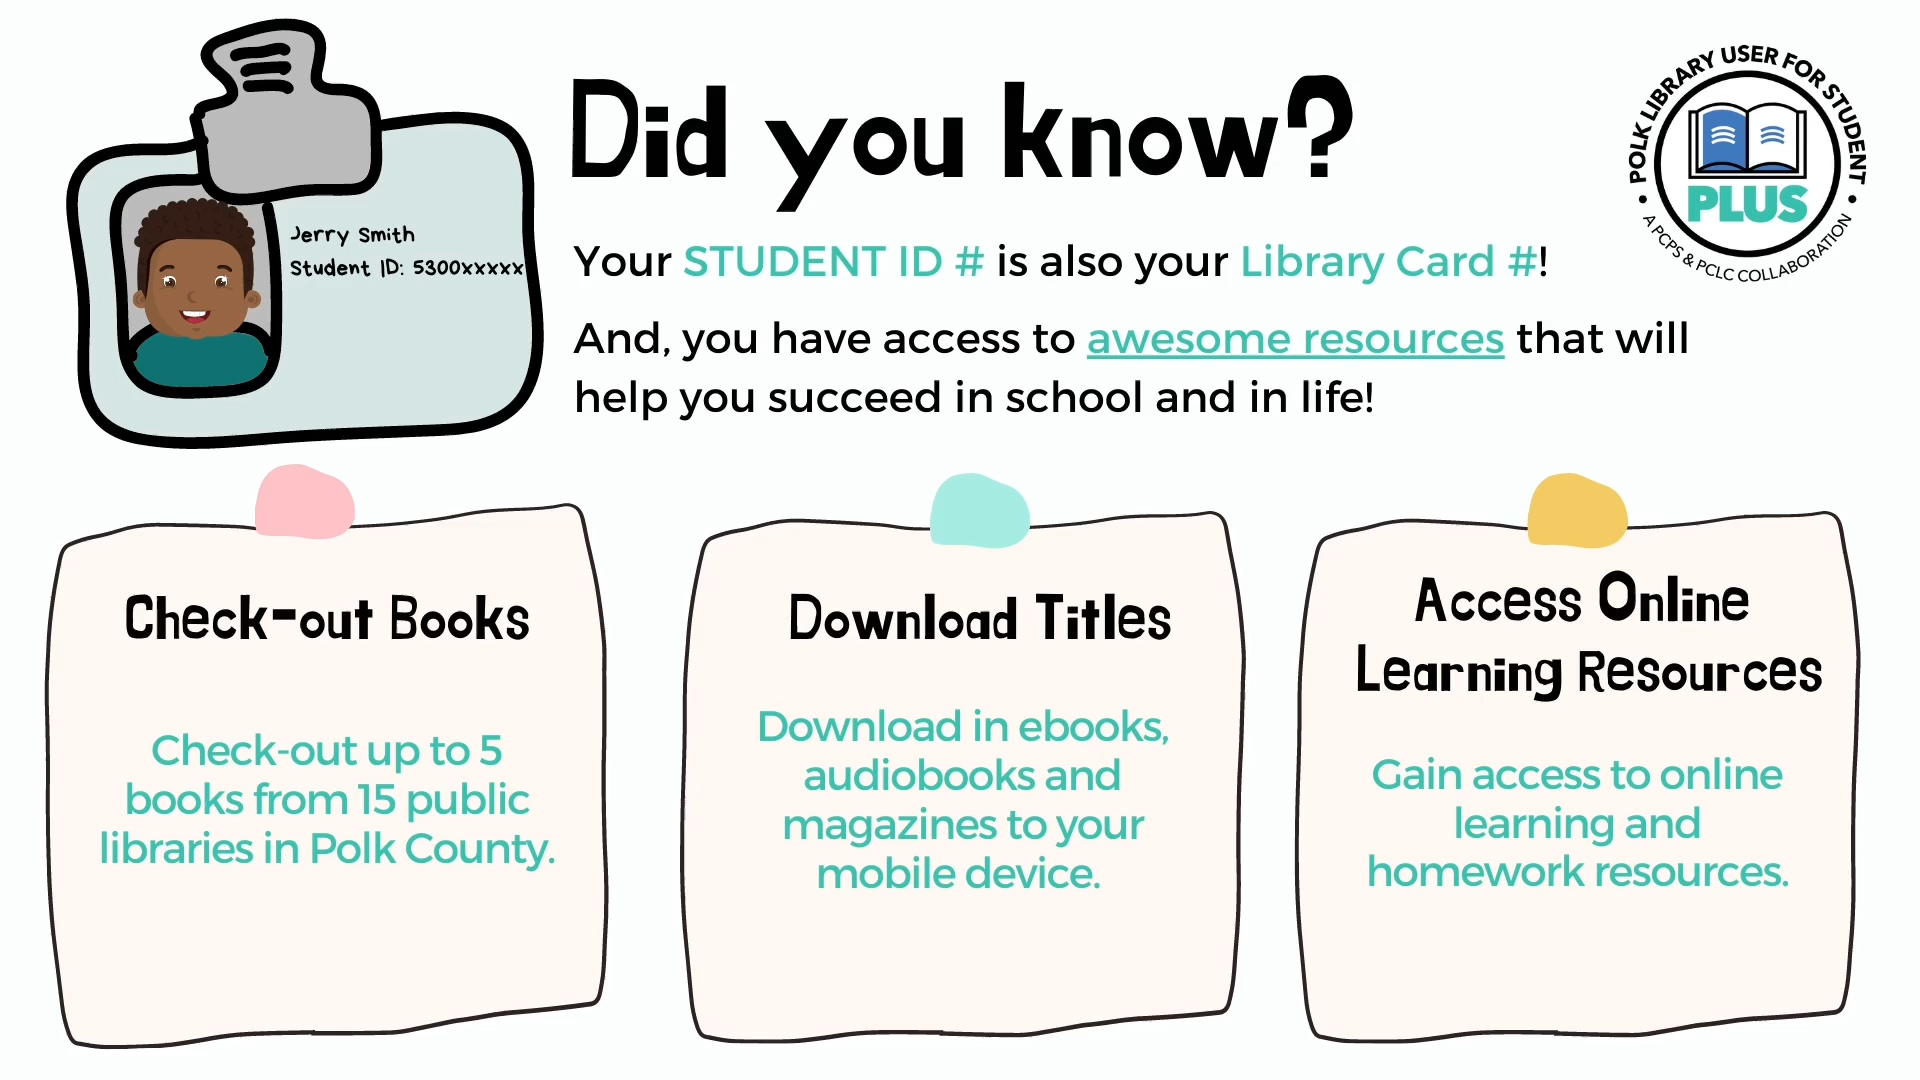 Did you know?
POLK LIBRARY USER FOR STUDENT
PLUS
• A PCPS & PCLC COLLABORATION •
Jerry Smith
Student ID: 5300xxxxx
Your STUDENT ID # is also your Library Card #!
And, you have access to awesome resources that will
help you succeed in school and in life!
Check-out Books
Check-out up to 5
books from 15 public
libraries in Polk County.
Download Titles
Download in ebooks,
audiobooks and
magazines to your
mobile device.
Access Online
Learning Resources
Gain access to online
learning and
homework resources.